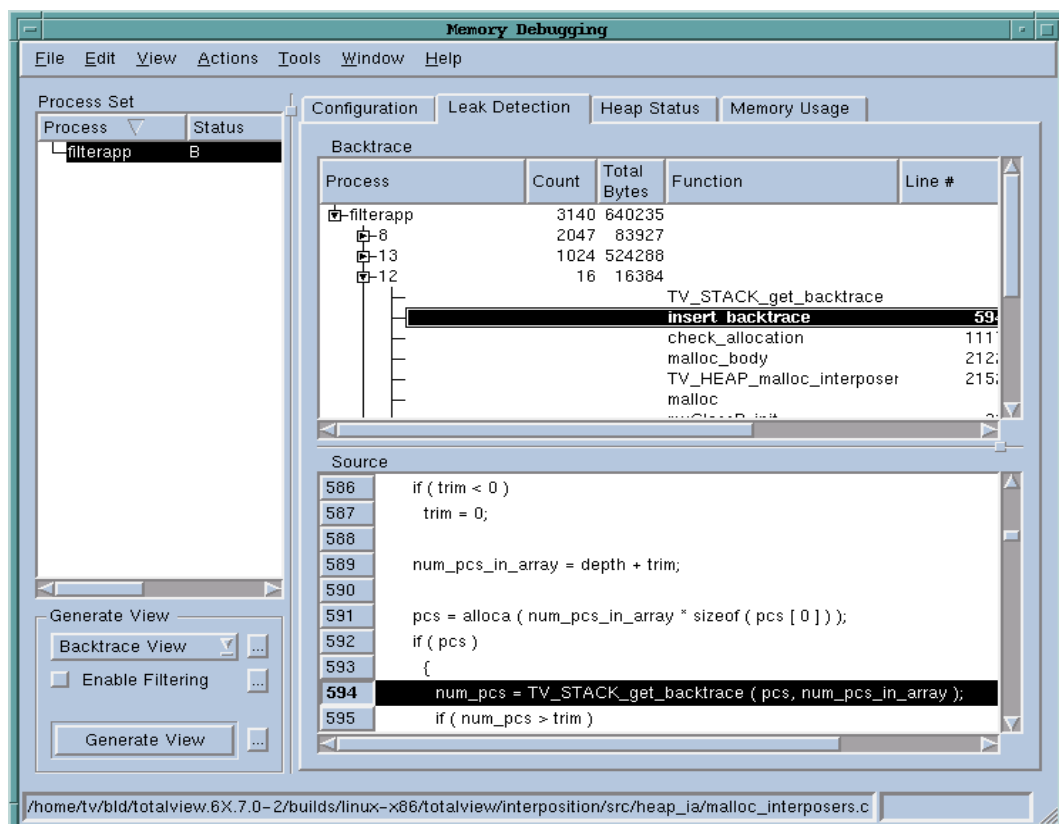 Memory Debugging
File Edit View Actions Tools Window Help
Process Set
Process Status
filterapp B
Configuration Leak Detection Heap Status Memory Usage
Backtrace
Process Count Total Bytes Function Line #
filterapp 3140 640235
8 2047 83927
13 1024 524288
12 16 16384
TV_STACK_get_backtrace
insert_backtrace 594
check_allocation 111
malloc_body 212
TV_HEAP_malloc_interposer 215
malloc
Source
586 if ( trim < 0 )
587 trim = 0;
588
589 num_pcs_in_array = depth + trim;
590
591 pcs = alloca ( num_pcs_in_array * sizeof ( pcs [ 0 ] ) );
592 if ( pcs )
593 {
594 num_pcs = TV_STACK_get_backtrace ( pcs, num_pcs_in_array );
595 if ( num_pcs > trim )
Generate View
Backtrace View ...
Enable Filtering ...
Generate View ...
/home/tv/bld/totalview.6X.7.0-2/builds/linux-x86/totalview/interposition/src/heap_ia/malloc_interposers.c